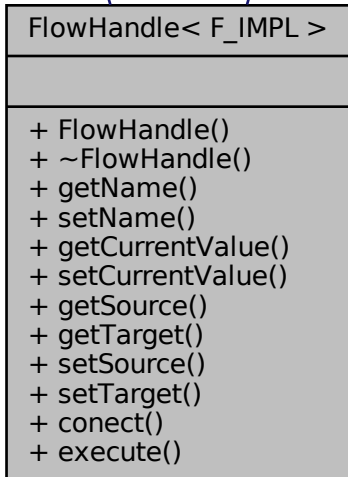 FlowHandle< F_IMPL >
+ FlowHandle()
+ ~FlowHandle()
+ getName()
+ setName()
+ getCurrentValue()
+ setCurrentValue()
+ getSource()
+ getTarget()
+ setSource()
+ setTarget()
+ conect()
+ execute()